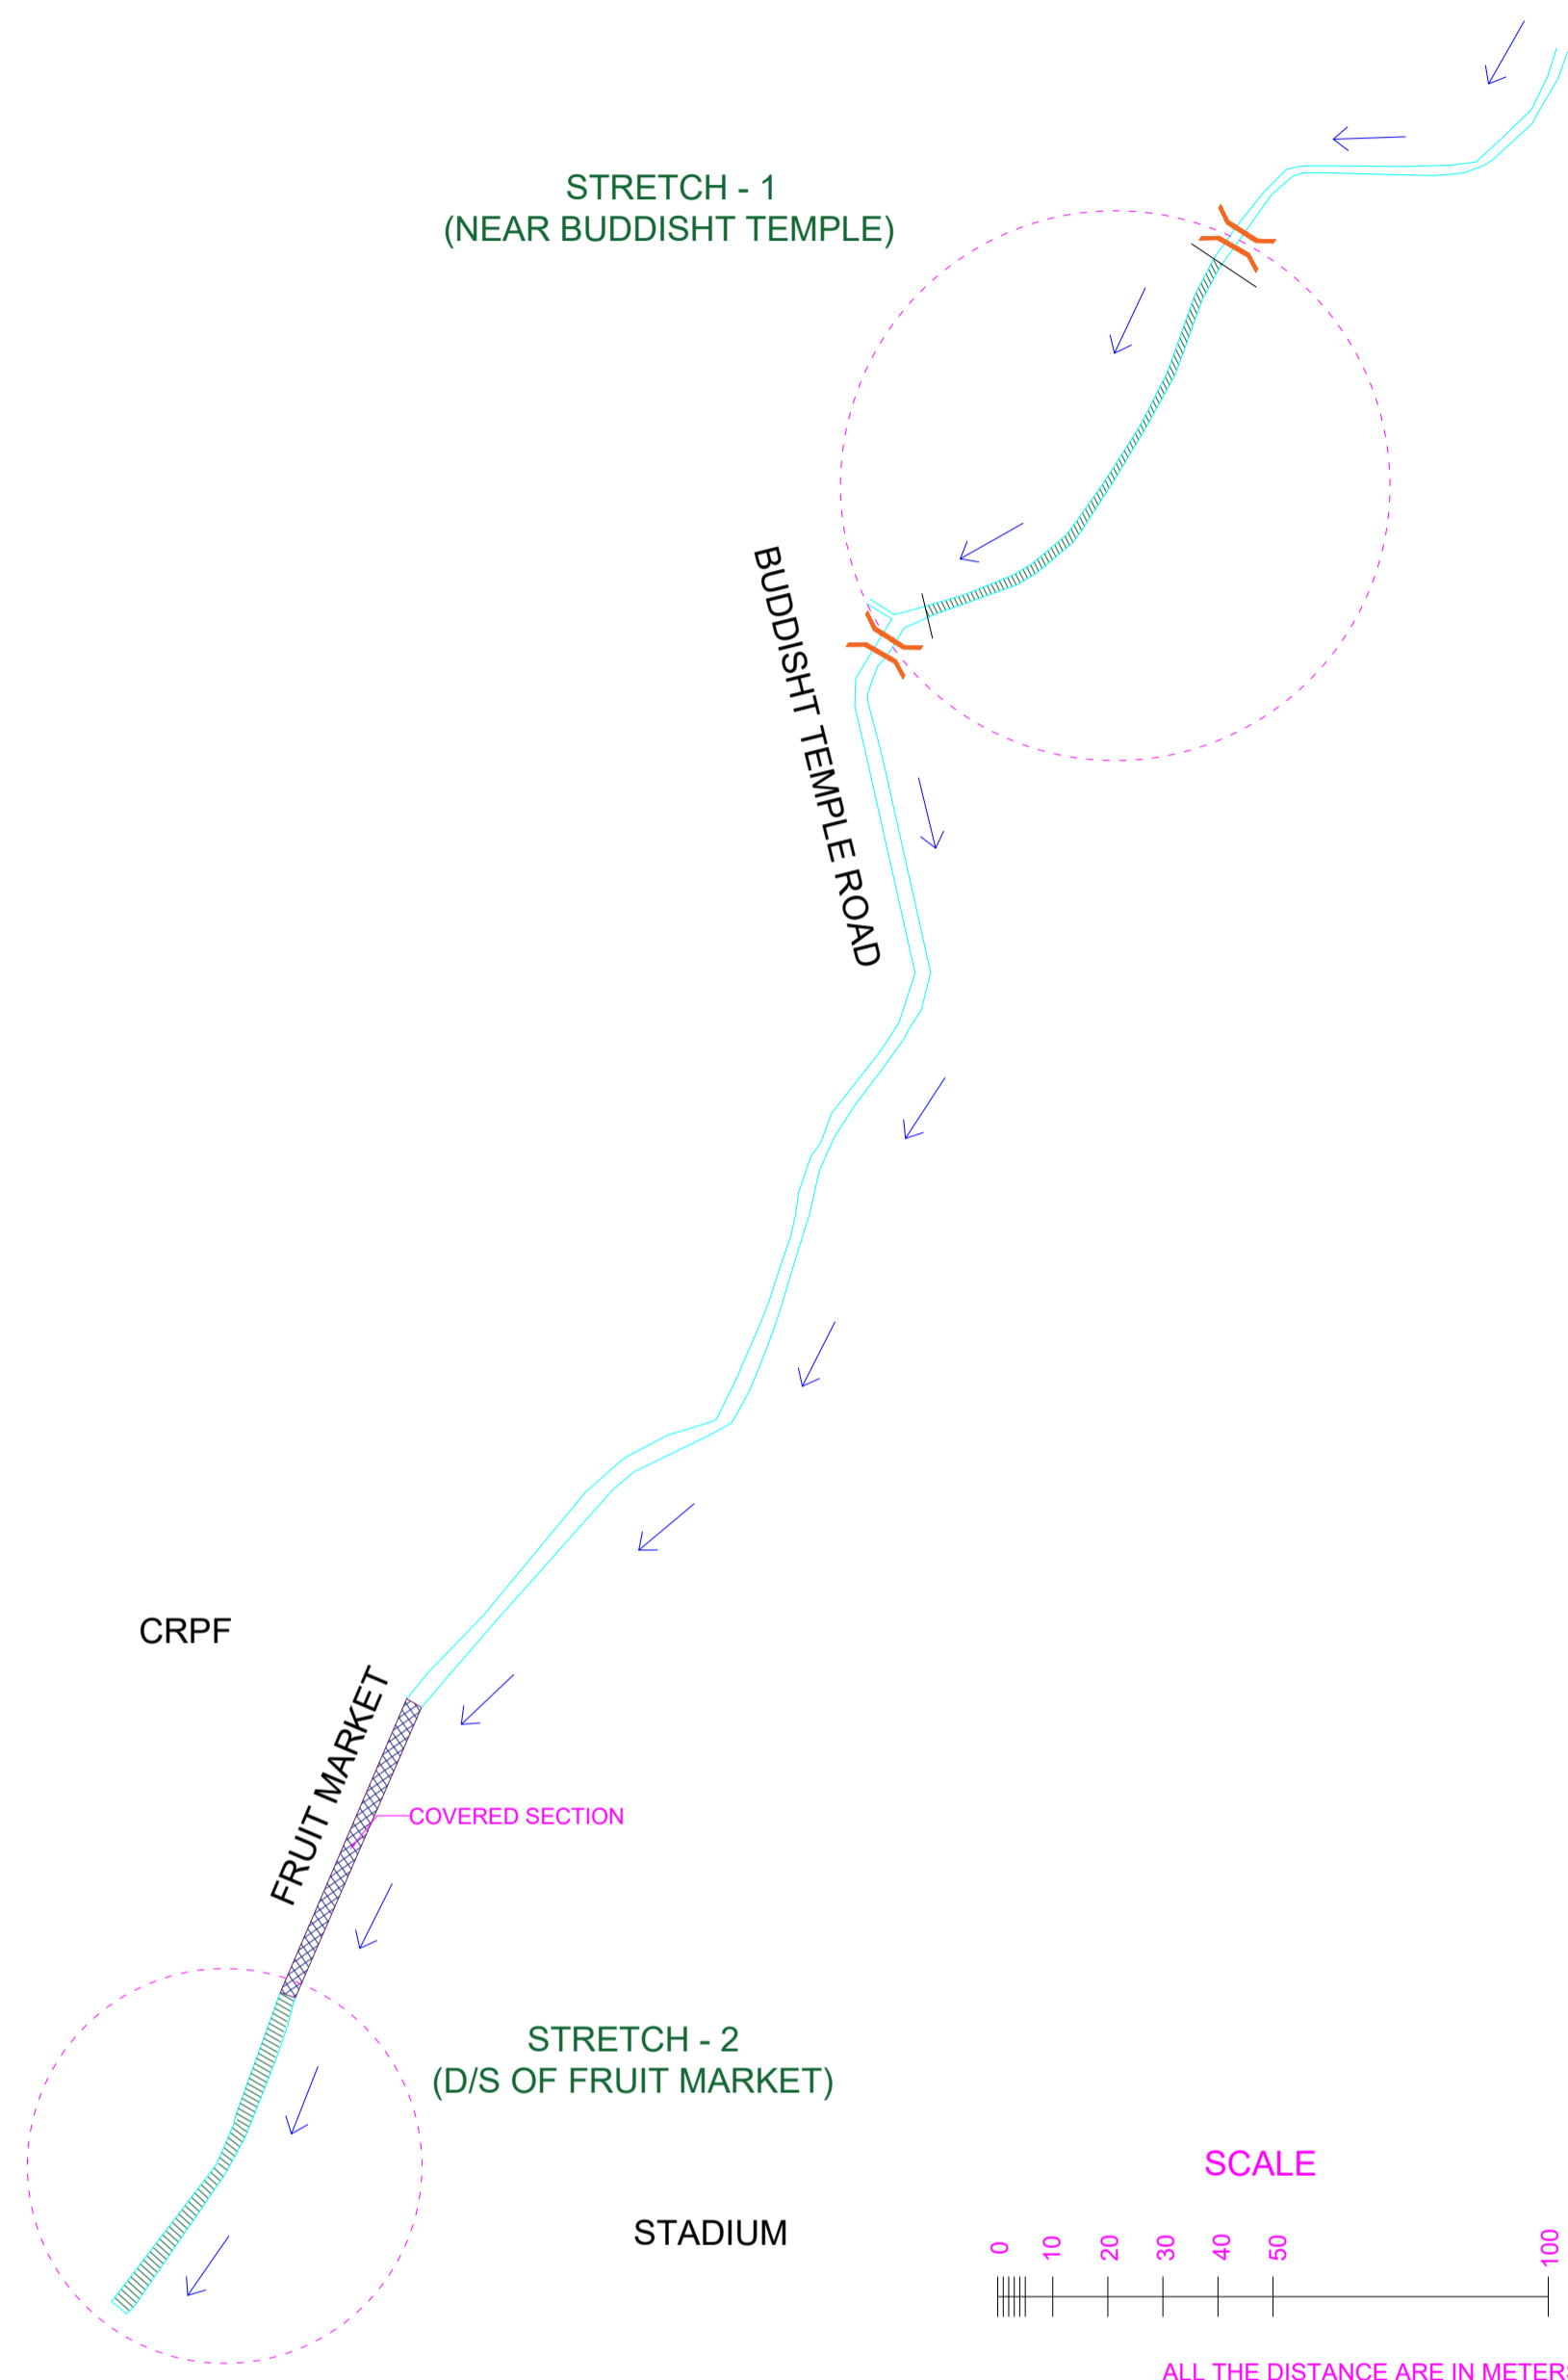 STRETCH - 1
(NEAR BUDDISHT TEMPLE)
BUDDISHT TEMPLE ROAD
CRPF
FRUIT MARKET
COVERED SECTION
STRETCH - 2
(D/S OF FRUIT MARKET)
STADIUM
SCALE
0 10 20 30 40 50 100
ALL THE DISTANCE ARE IN METER